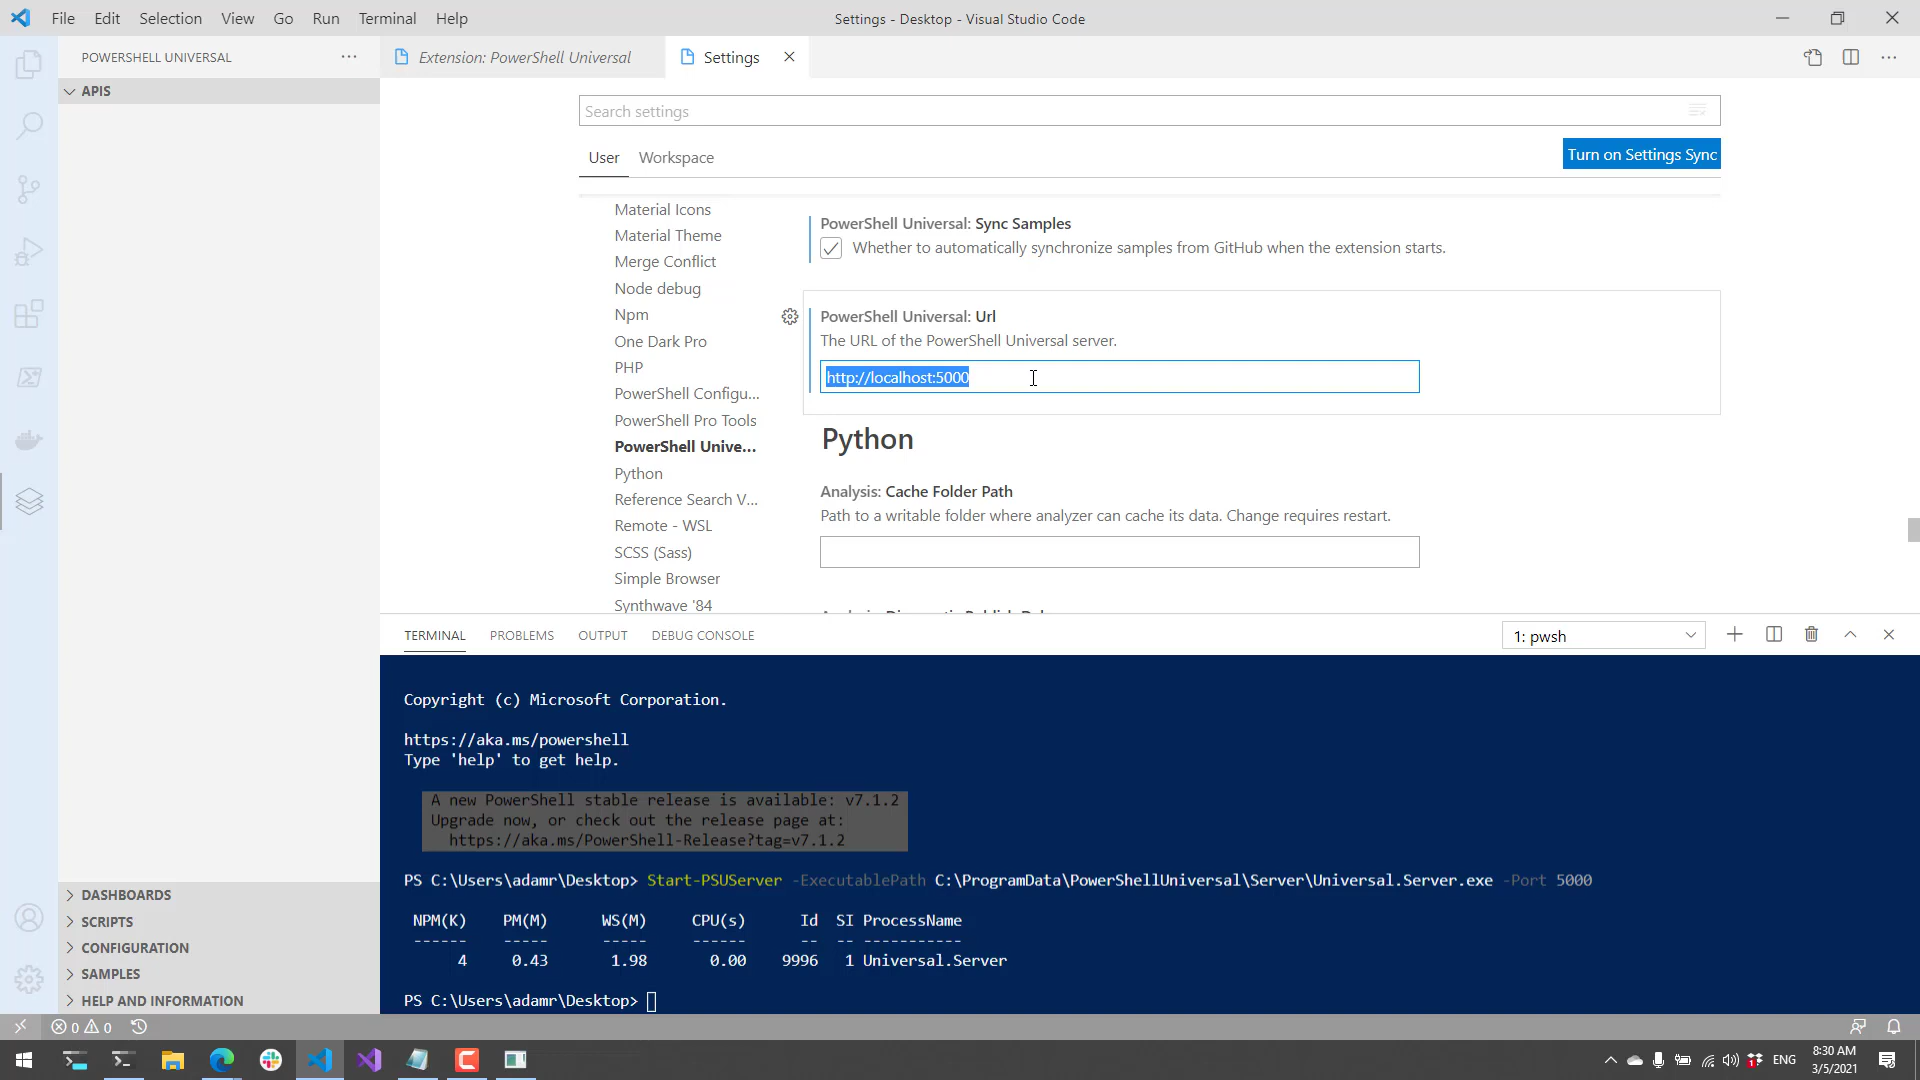 File Edit Selection View Go Run Terminal Help
Settings - Desktop - Visual Studio Code
POWERSHELL UNIVERSAL
APIS
DASHBOARDS
SCRIPTS
CONFIGURATION
SAMPLES
HELP AND INFORMATION
Extension: PowerShell Universal
Settings
Search settings
User Workspace
Turn on Settings Sync
Material Icons
Material Theme
Merge Conflict
Node debug
Npm
One Dark Pro
PHP
PowerShell Configu...
PowerShell Pro Tools
PowerShell Unive...
Python
Reference Search V...
Remote - WSL
SCSS (Sass)
Simple Browser
Synthwave '84
PowerShell Universal: Sync Samples
Whether to automatically synchronize samples from GitHub when the extension starts.
PowerShell Universal: Url
The URL of the PowerShell Universal server.
http://localhost:5000
Python
Analysis: Cache Folder Path
Path to a writable folder where analyzer can cache its data. Change requires restart.
TERMINAL PROBLEMS OUTPUT DEBUG CONSOLE
1: pwsh
Copyright (c) Microsoft Corporation.
https://aka.ms/powershell
Type 'help' to get help.
A new PowerShell stable release is available: v7.1.2
Upgrade now, or check out the release page at:
https://aka.ms/PowerShell-Release?tag=v7.1.2
PS C:\Users\adamr\Desktop> Start-PSUServer -ExecutablePath C:\ProgramData\PowerShellUniversal\Server\Universal.Server.exe -Port 5000
NPM(K) PM(M) WS(M) CPU(s) Id SI ProcessName
------ ----- ----- ------ -- -- -----------
4 0.43 1.98 0.00 9996 1 Universal.Server
PS C:\Users\adamr\Desktop>
0 0
ENG
8:30 AM
3/5/2021